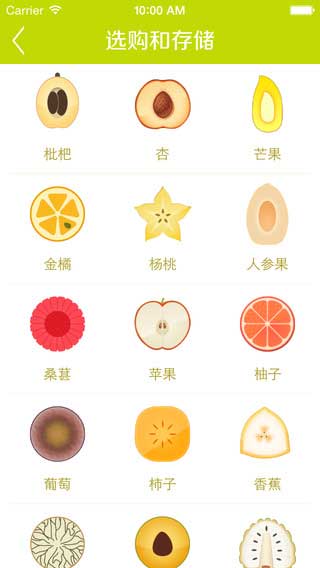 Carrier 10:00 AM
选购和存储
枇杷 杏 芒果
金橘 杨桃 人参果
桑葚 苹果 柚子
葡萄 柿子 香蕉